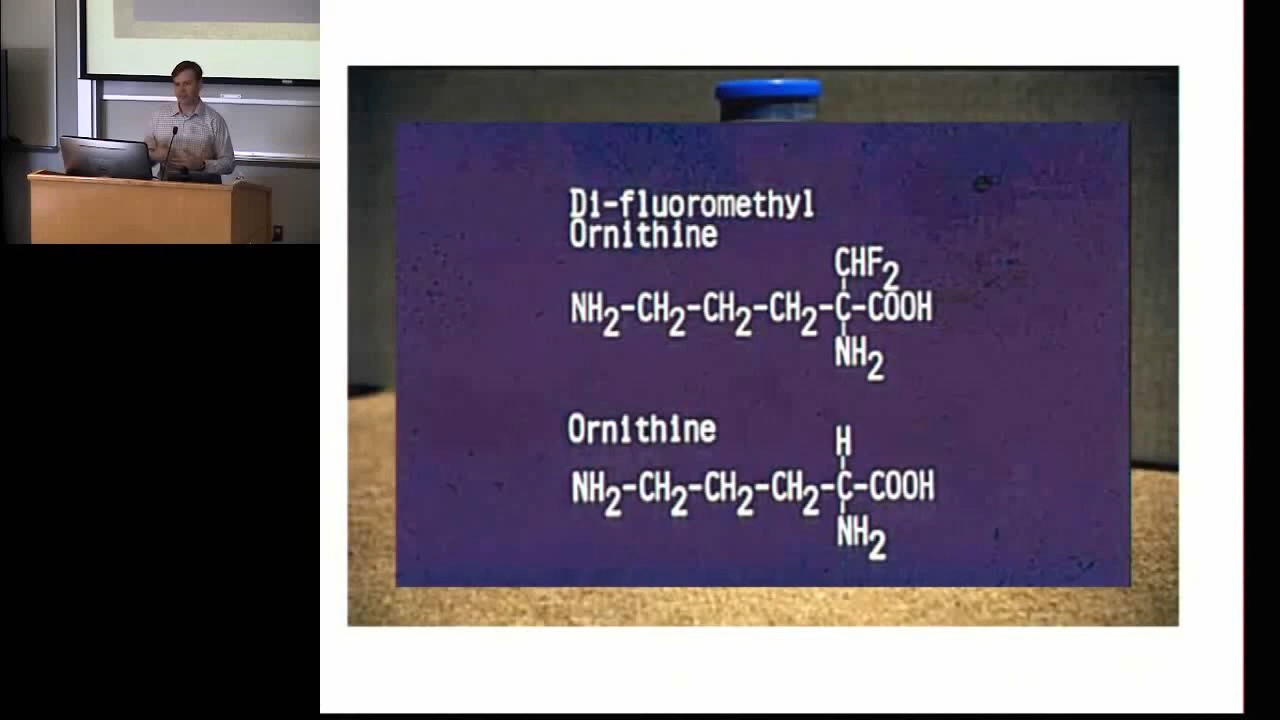 Di-fluoromethyl
Ornithine
CHF2
NH2-CH2-CH2-CH2-C-COOH
NH2
Ornithine
H
NH2-CH2-CH2-CH2-C-COOH
NH2